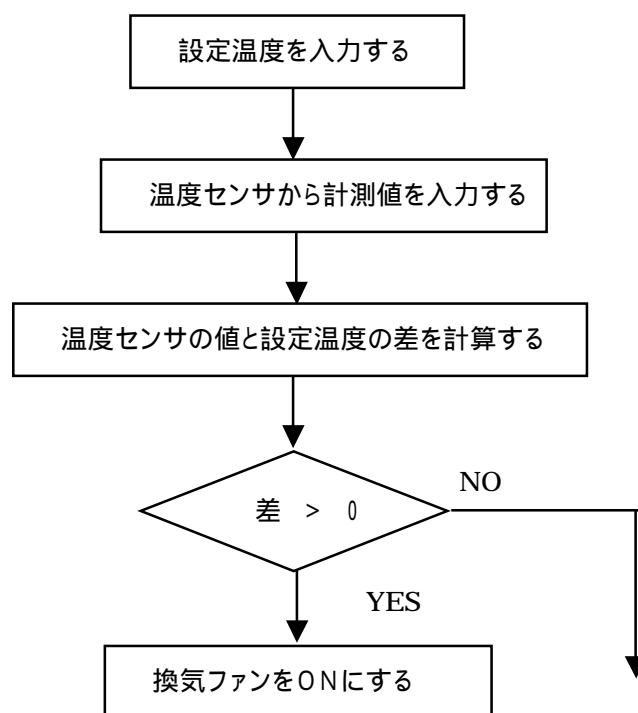 設定温度を入力する
温度センサから計測値を入力する
温度センサの値と設定温度の差を計算する
差 > 0
NO
YES
換気ファンをONにする